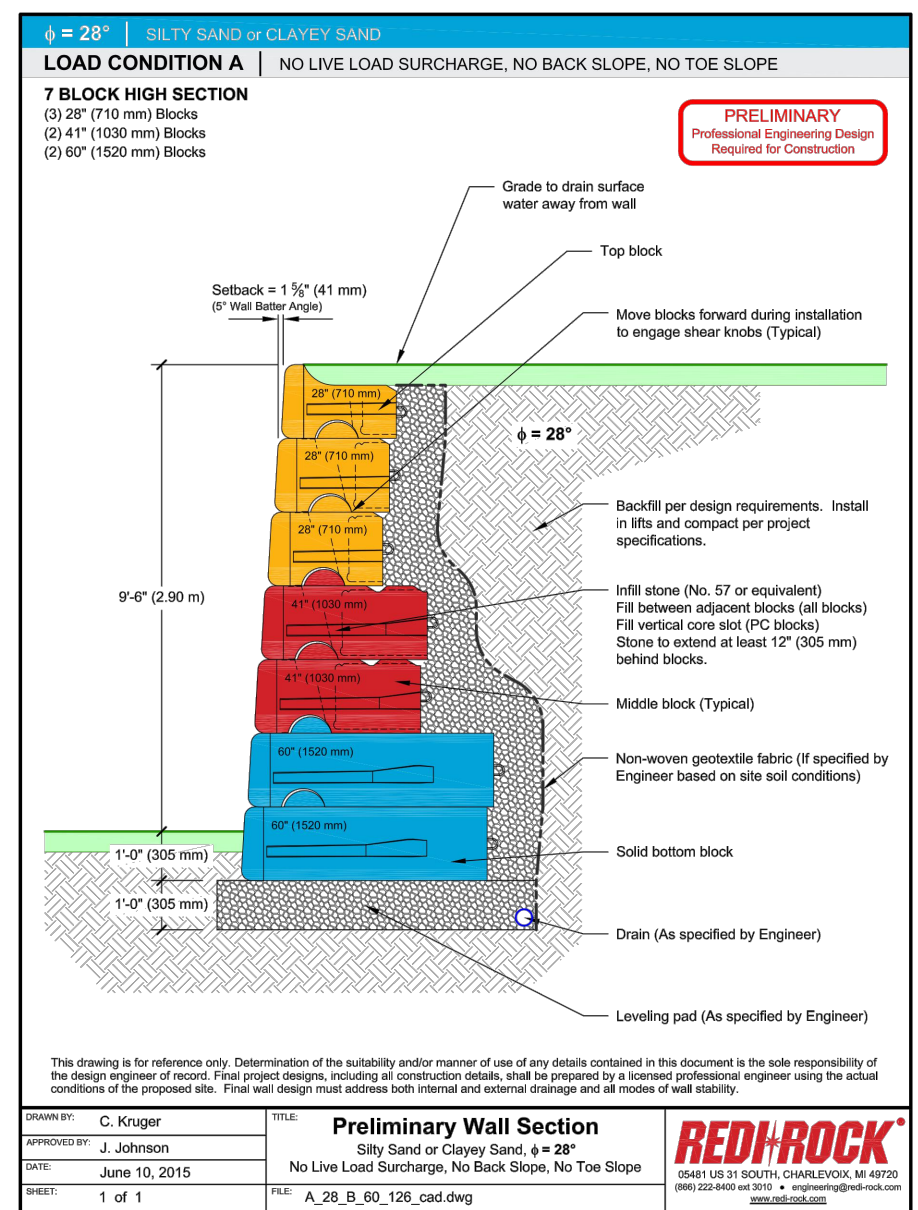 ϕ = 28° | SILTY SAND or CLAYEY SAND
LOAD CONDITION A | NO LIVE LOAD SURCHARGE, NO BACK SLOPE, NO TOE SLOPE
7 BLOCK HIGH SECTION
(3) 28" (710 mm) Blocks
(2) 41" (1030 mm) Blocks
(2) 60" (1520 mm) Blocks
PRELIMINARY
Professional Engineering Design
Required for Construction
Grade to drain surface
water away from wall
Top block
Setback = 1 5⁄8" (41 mm)
(5° Wall Batter Angle)
Move blocks forward during installation
to engage shear knobs (Typical)
28" (710 mm)
ϕ = 28°
28" (710 mm)
28" (710 mm)
Backfill per design requirements. Install
in lifts and compact per project
specifications.
9'-6" (2.90 m)
41" (1030 mm)
Infill stone (No. 57 or equivalent)
Fill between adjacent blocks (all blocks)
Fill vertical core slot (PC blocks)
Stone to extend at least 12" (305 mm)
behind blocks.
41" (1030 mm)
Middle block (Typical)
60" (1520 mm)
Non-woven geotextile fabric (If specified by
Engineer based on site soil conditions)
60" (1520 mm)
1'-0" (305 mm)
Solid bottom block
1'-0" (305 mm)
Drain (As specified by Engineer)
Leveling pad (As specified by Engineer)
This drawing is for reference only. Determination of the suitability and/or manner of use of any details contained in this document is the sole responsibility of
the design engineer of record. Final project designs, including all construction details, shall be prepared by a licensed professional engineer using the actual
conditions of the proposed site. Final wall design must address both internal and external drainage and all modes of wall stability.
DRAWN BY: C. Kruger
APPROVED BY: J. Johnson
DATE: June 10, 2015
SHEET: 1 of 1
TITLE: Preliminary Wall Section
Silty Sand or Clayey Sand, ϕ = 28°
No Live Load Surcharge, No Back Slope, No Toe Slope
FILE: A_28_B_60_126_cad.dwg
REDI-ROCK®
05481 US 31 SOUTH, CHARLEVOIX, MI 49720
(866) 222-8400 ext 3010 • engineering@redi-rock.com
www.redi-rock.com